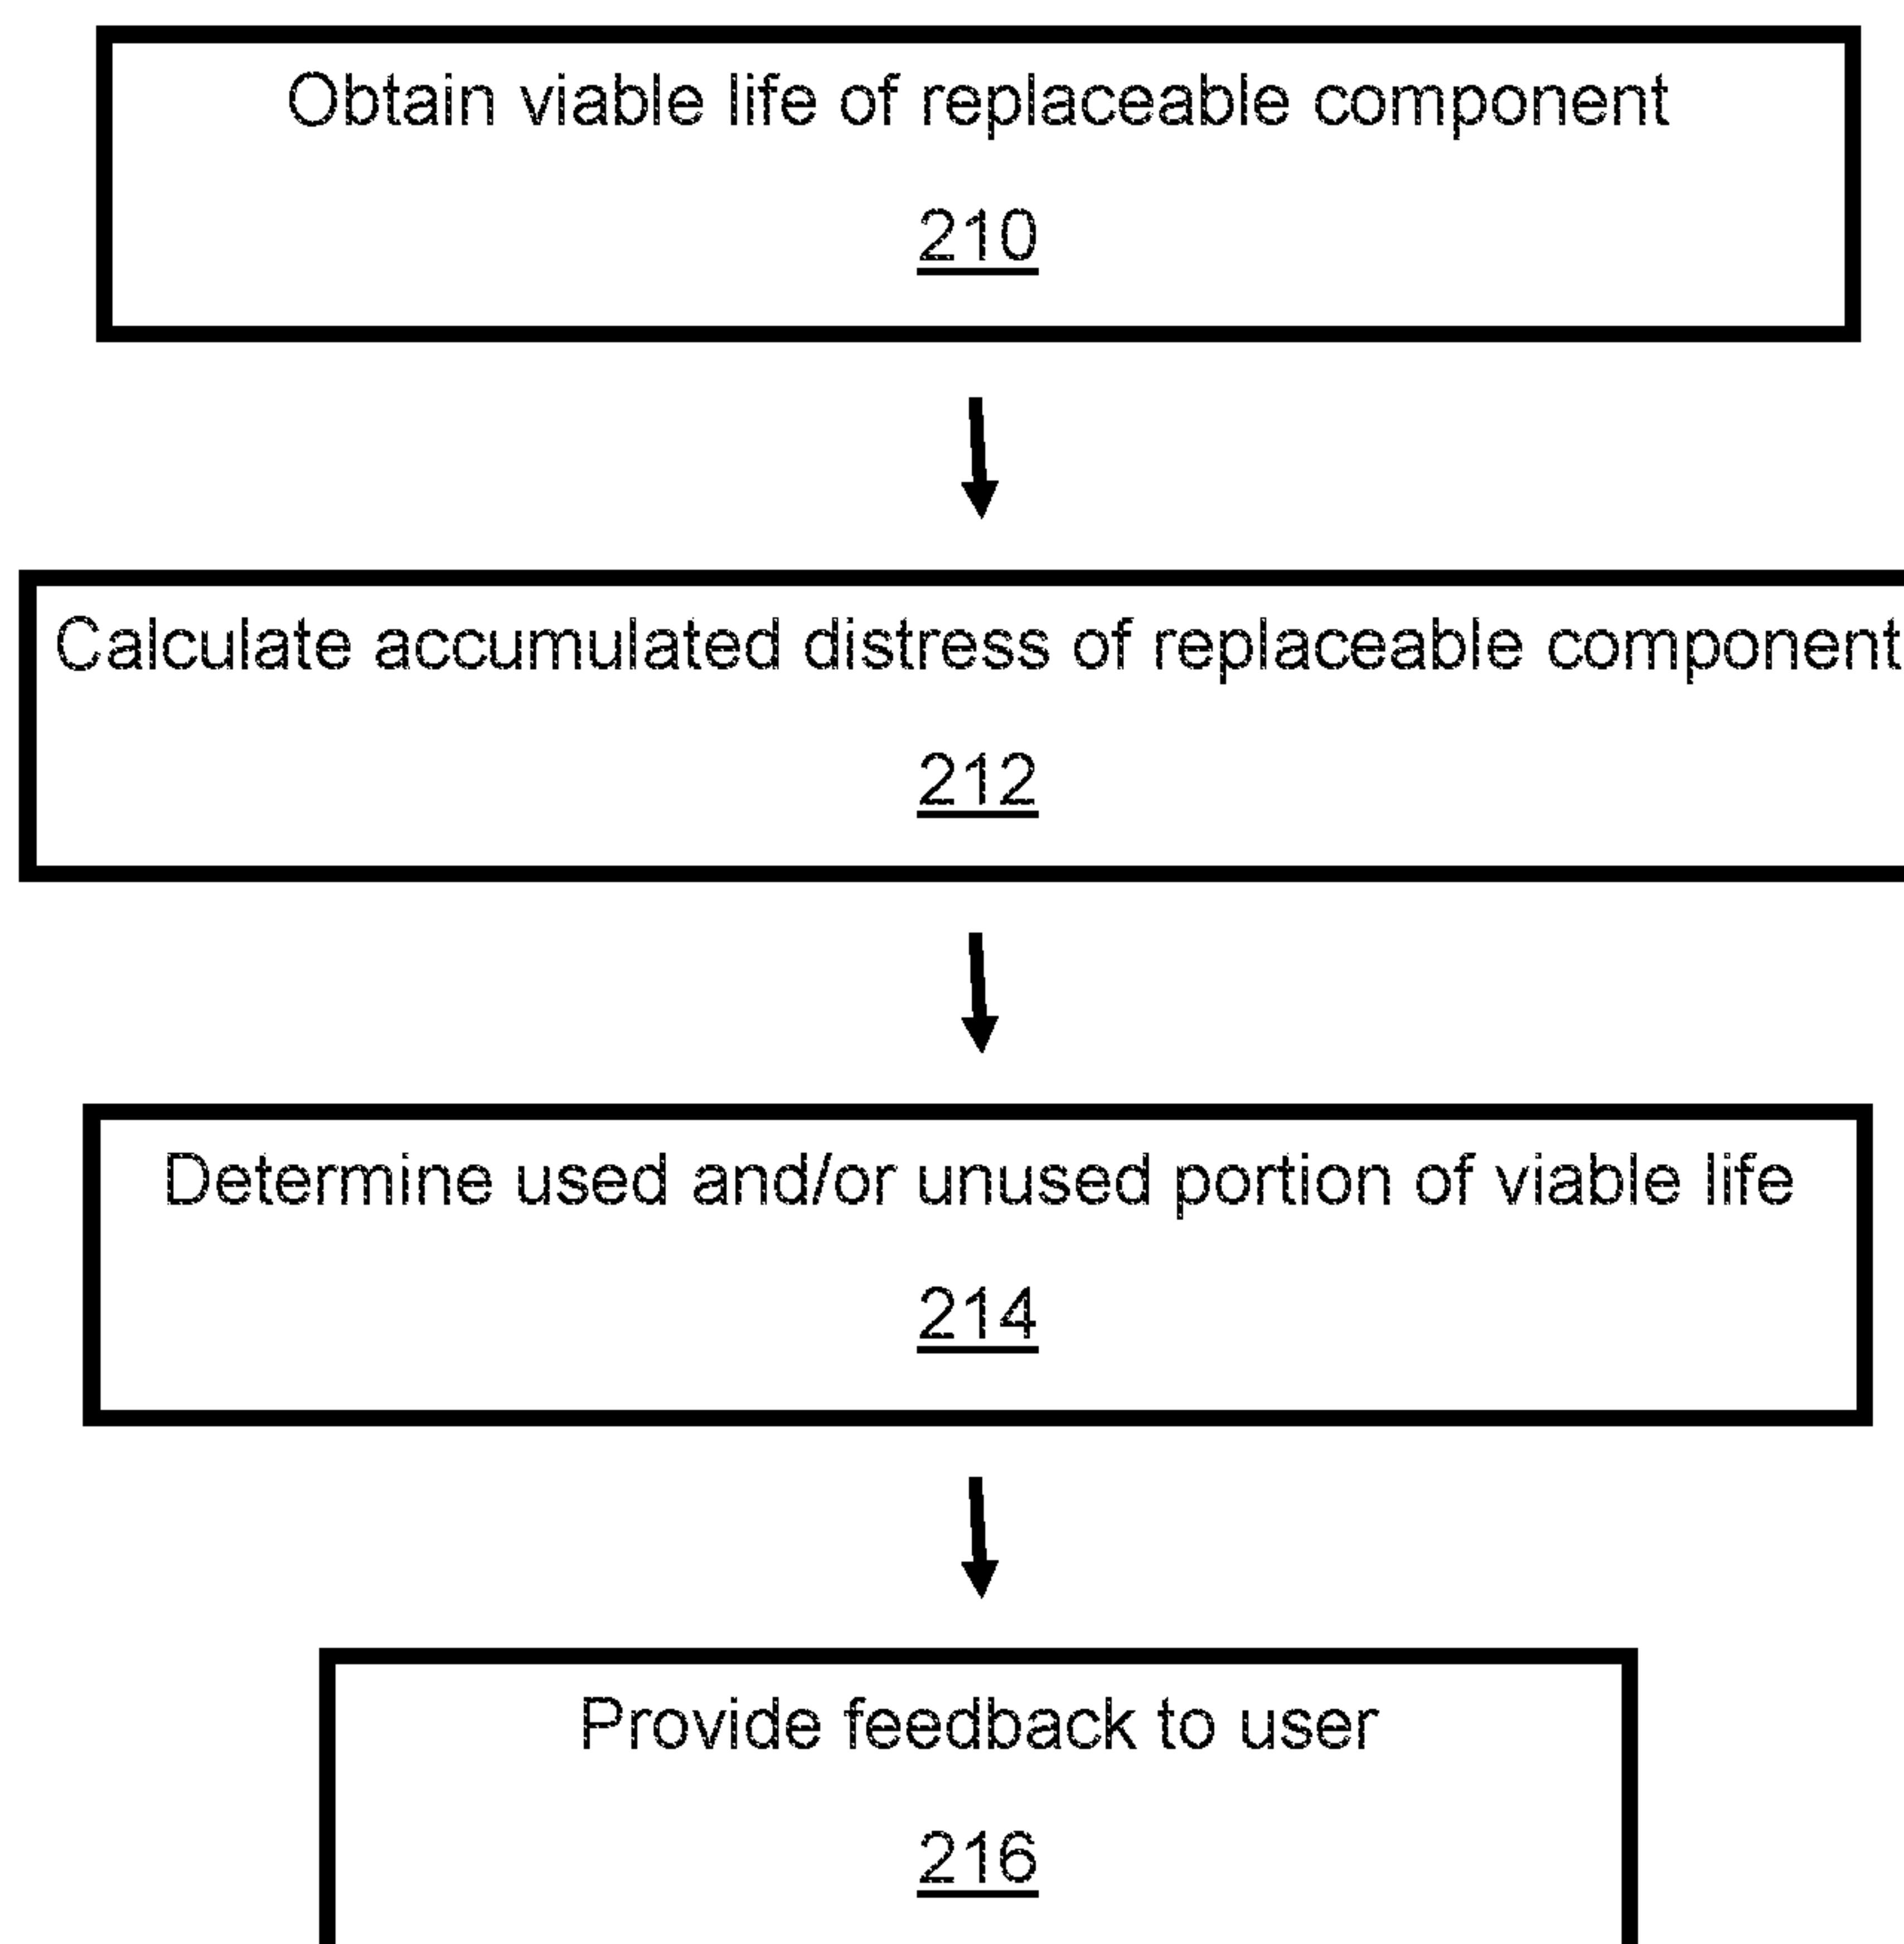 Obtain viable life of replaceable component
210
Calculate accumulated distress of replaceable component
212
Determine used and/or unused portion of viable life
214
Provide feedback to user
216